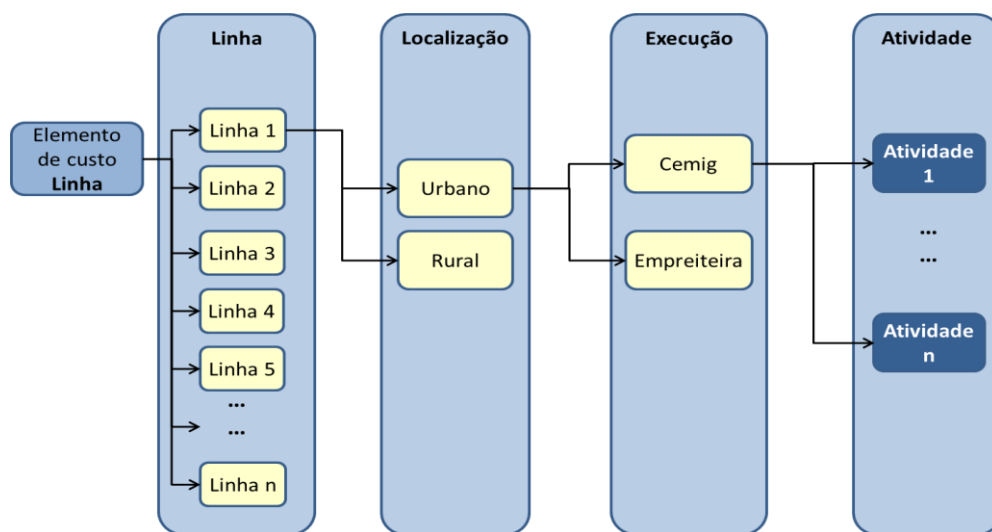 Linha
Localização
Execução
Atividade
Elemento
de custo
Linha
Linha 1
Linha 2
Linha 3
Linha 4
Linha 5
...
...
Linha n
Urbano
Rural
Cemig
Empreiteira
Atividade
1
...
...
Atividade
n